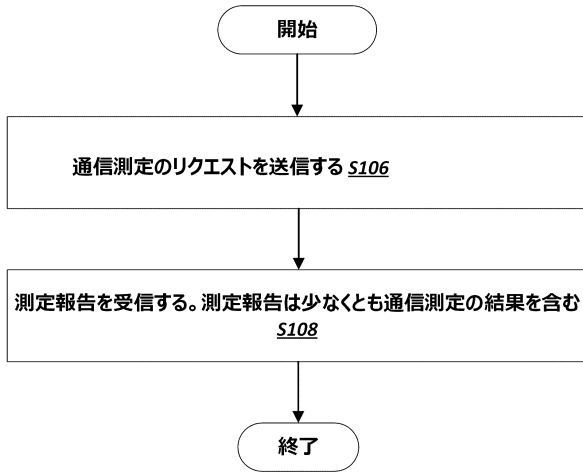 開始
通信測定のリクエストを送信する S106
測定報告を受信する。測定報告は少なくとも通信測定の結果を含む
S108
終了